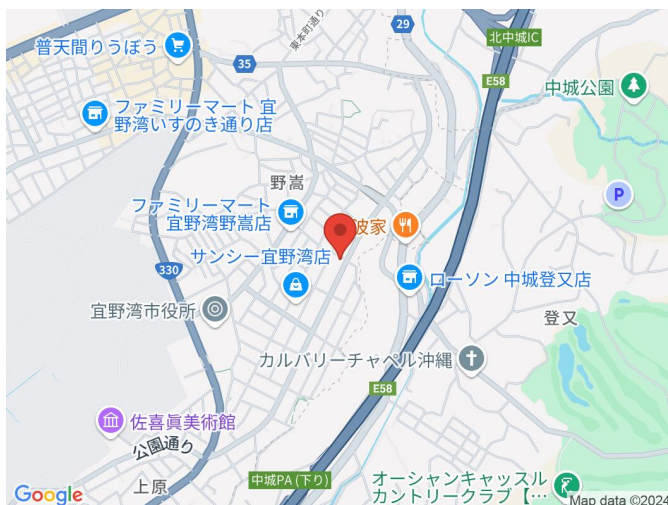 29
北中城IC
東本町通り
普天間りうぼう
35
E58
中城公園
ファミリーマート 宜
野湾いすのき通り店
野嵩
P
ファミリーマート
宜野湾野嵩店
波家
サンシー宜野湾店
330
ローソン 中城登又店
宜野湾市役所
登又
カルバリーチャペル沖縄
E58
佐喜眞美術館
公園通り
上原
中城PA (下り)
オーシャンキャッスル
カントリークラブ【…
Google
Map data ©2024